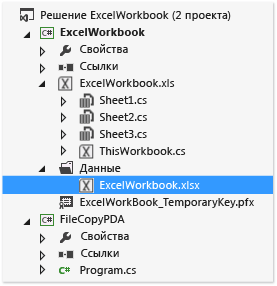 Решение ExcelWorkbook (2 проекта)
ExcelWorkbook
Свойства
Ссылки
ExcelWorkbook.xls
Sheet1.cs
Sheet2.cs
Sheet3.cs
ThisWorkbook.cs
Данные
ExcelWorkbook.xlsx
ExcelWorkBook_TemporaryKey.pfx
FileCopyPDA
Свойства
Ссылки
Program.cs